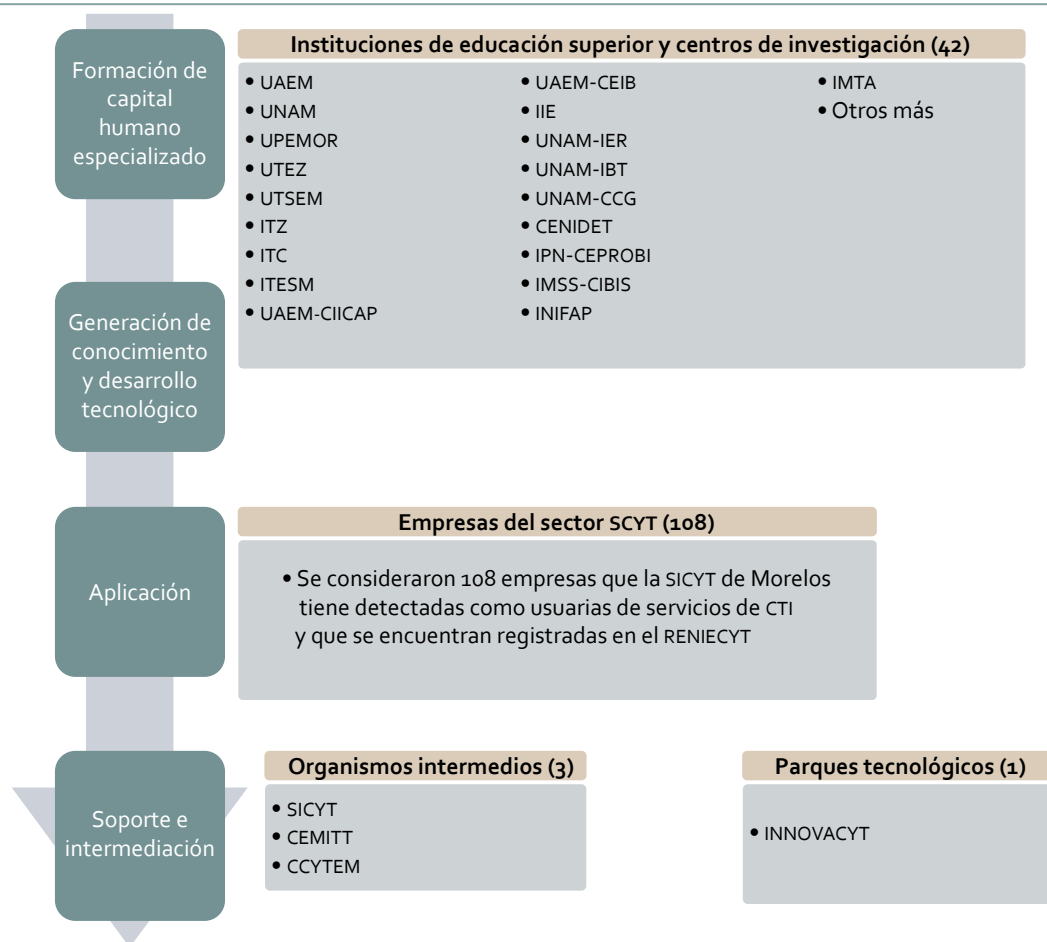 Formación de
capital
humano
especializado
Instituciones de educación superior y centros de investigación (42)
• UAEM
• UNAM
• UPEMOR
• UTEZ
• UTSEM
• ITZ
• ITC
• ITESM
• UAEM-CIICAP
• UAEM-CEIB
• IIE
• UNAM-IER
• UNAM-IBT
• UNAM-CCG
• CENIDET
• IPN-CEPROBI
• IMSS-CIBIS
• INIFAP
• IMTA
• Otros más
Generación de
conocimiento
y desarrollo
tecnológico
Aplicación
Empresas del sector SCYT (108)
• Se consideraron 108 empresas que la SICYT de Morelos
tiene detectadas como usuarias de servicios de CTI
y que se encuentran registradas en el RENIECYT
Soporte e
intermediación
Organismos intermedios (3)
• SICYT
• CEMITT
• CCYTEM
Parques tecnológicos (1)
• INNOVACYT